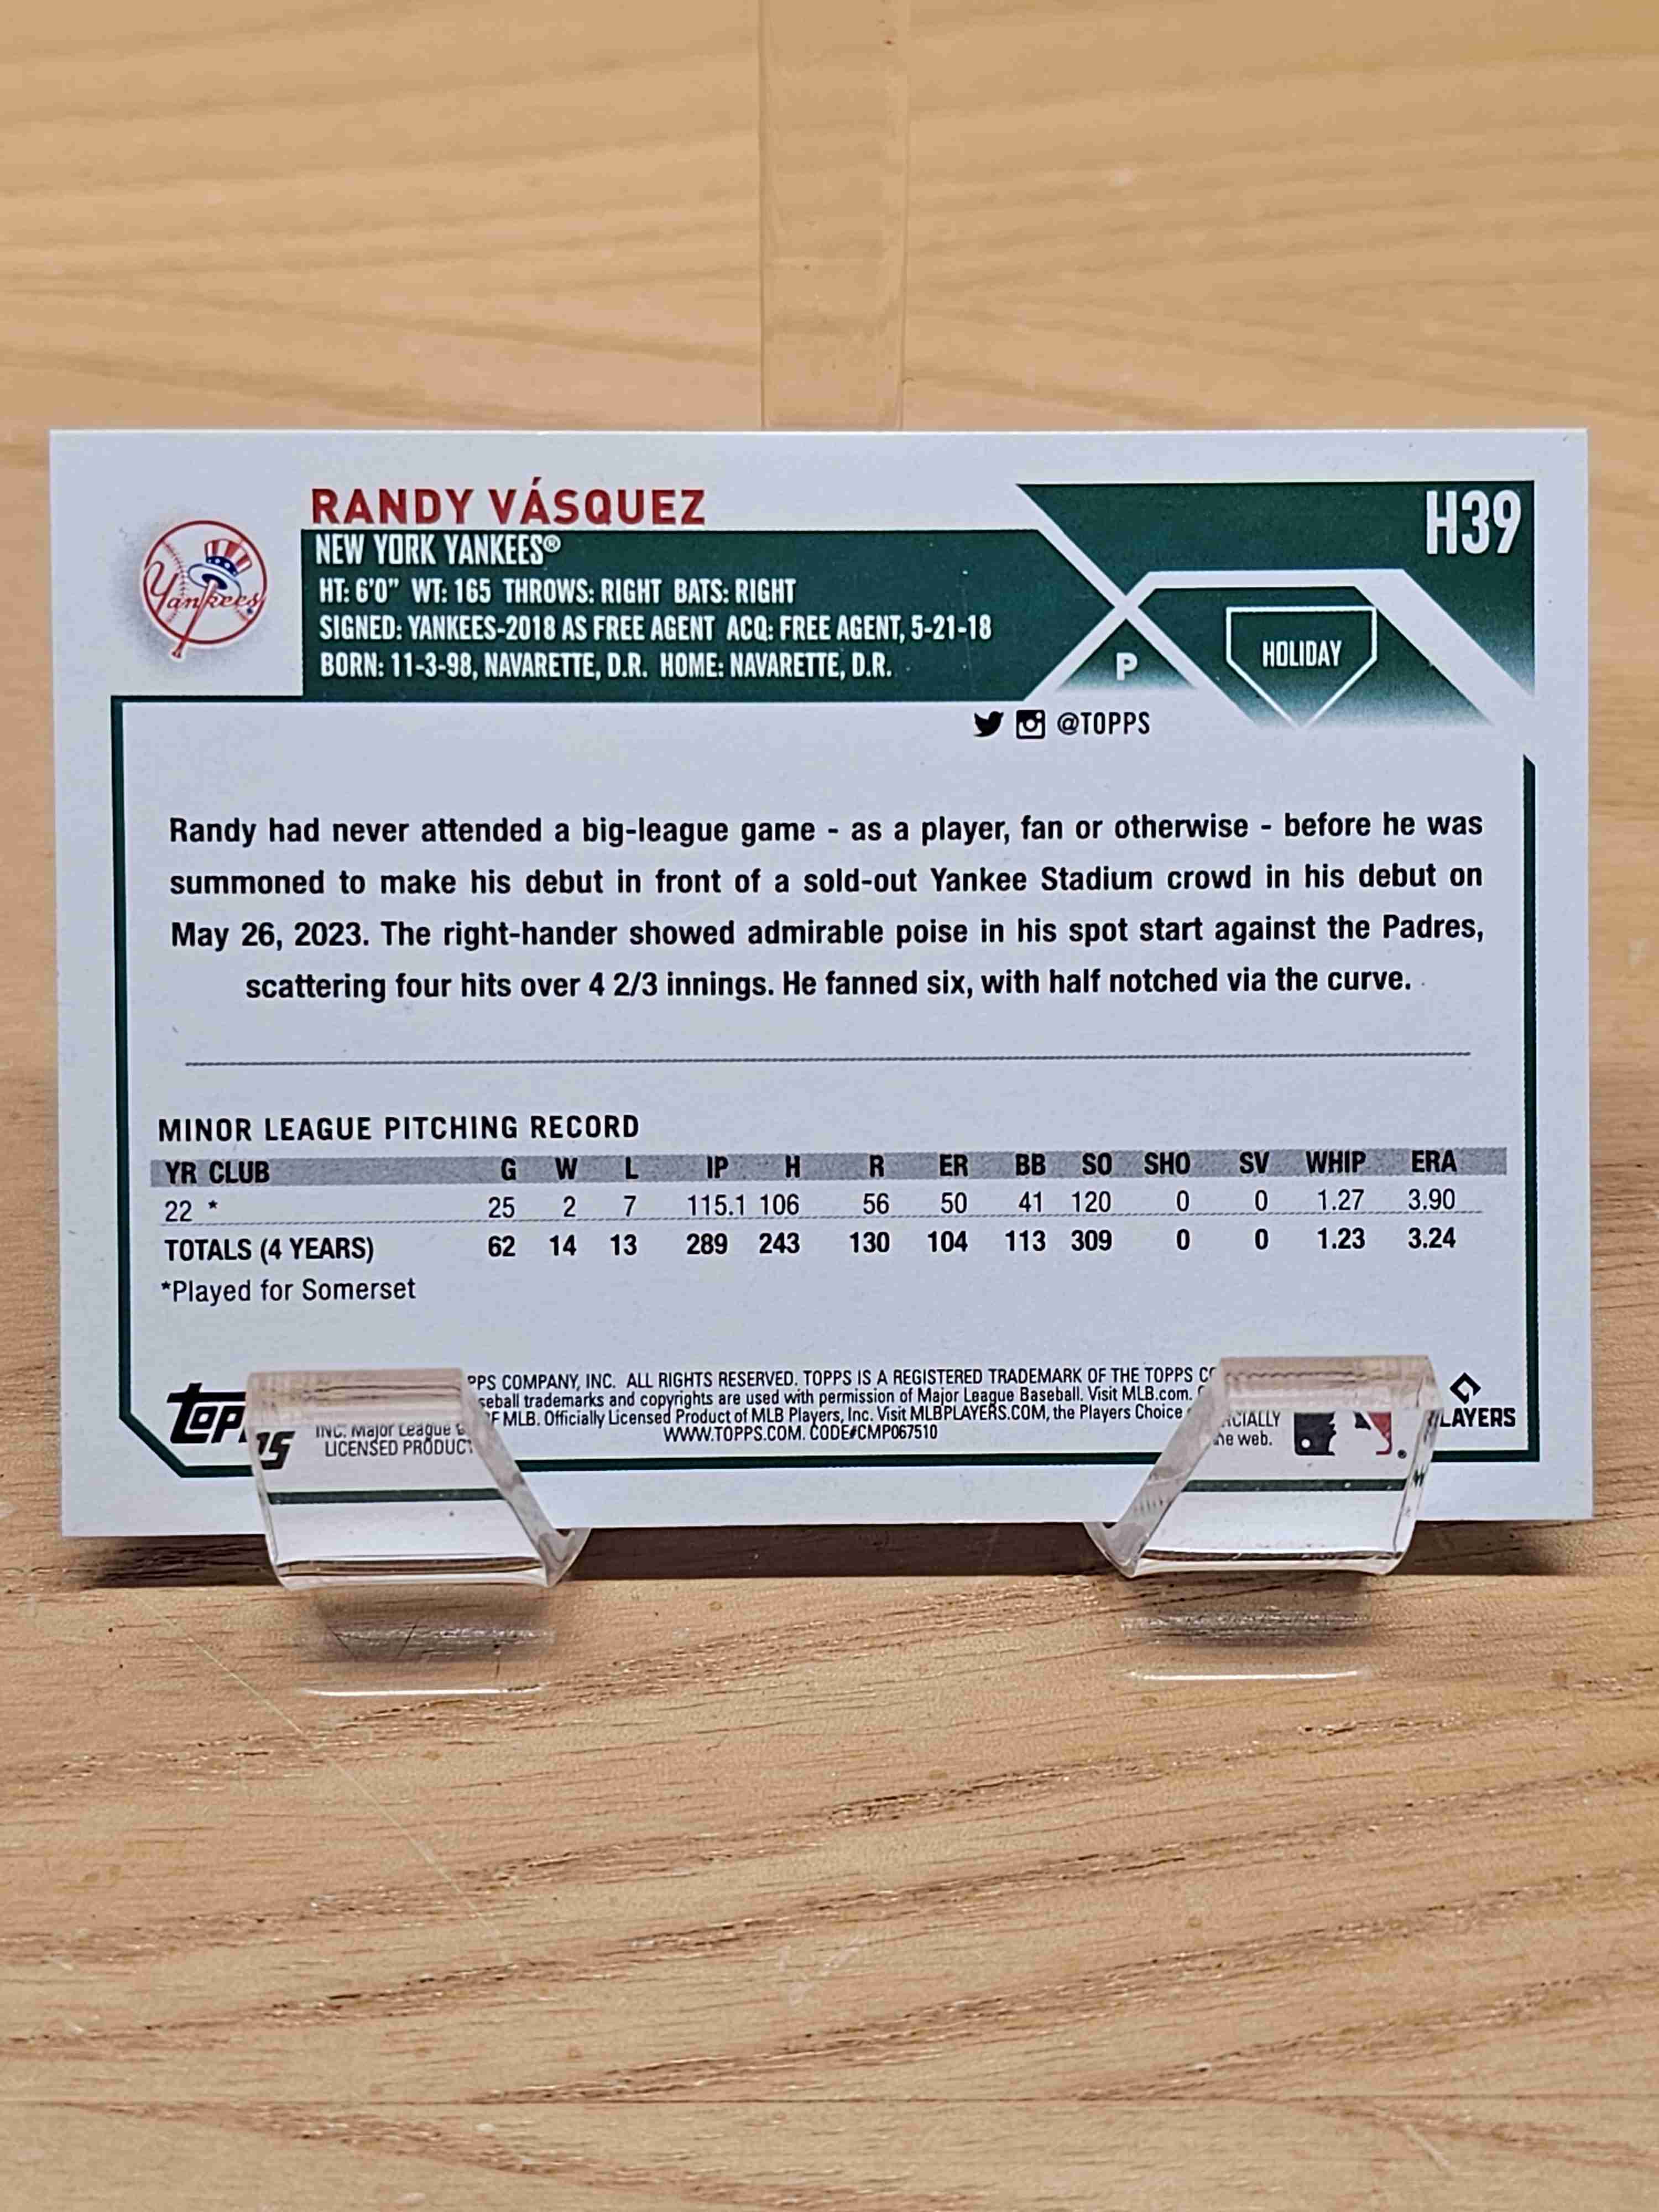 RANDY VÁSQUEZ
H39
NEW YORK YANKEES®
HT: 6'0" WT: 165 THROWS: RIGHT BATS: RIGHT
SIGNED: YANKEES-2018 AS FREE AGENT ACQ: FREE AGENT, 5-21-18
BORN: 11-3-98, NAVARETTE, D.R. HOME: NAVARETTE, D.R.
Yankees
P
HOLIDAY
@TOPPS
Randy had never attended a big-league game - as a player, fan or otherwise - before he was
summoned to make his debut in front of a sold-out Yankee Stadium crowd in his debut on
May 26, 2023. The right-hander showed admirable poise in his spot start against the Padres,
scattering four hits over 4 2/3 innings. He fanned six, with half notched via the curve.
MINOR LEAGUE PITCHING RECORD
YR CLUB G W L IP H R ER BB SO SHO SV WHIP ERA
22 * 25 2 7 115.1 106 56 50 41 120 0 0 1.27 3.90
TOTALS (4 YEARS) 62 14 13 289 243 130 104 113 309 0 0 1.23 3.24
*Played for Somerset
COMPANY, INC. ALL RIGHTS RESERVED. TOPPS IS A REGISTERED TRADEMARK OF THE TOPPS
INC. Major League trademarks and copyrights are used with permission of Major League Baseball. Visit MLB.com.
LICENSED PRODUCT MLB. Officially Licensed Product of MLB Players, Inc. Visit MLBPLAYERS.COM, the Players Choice web.
WWW.TOPPS.COM. CODE#CMP067510